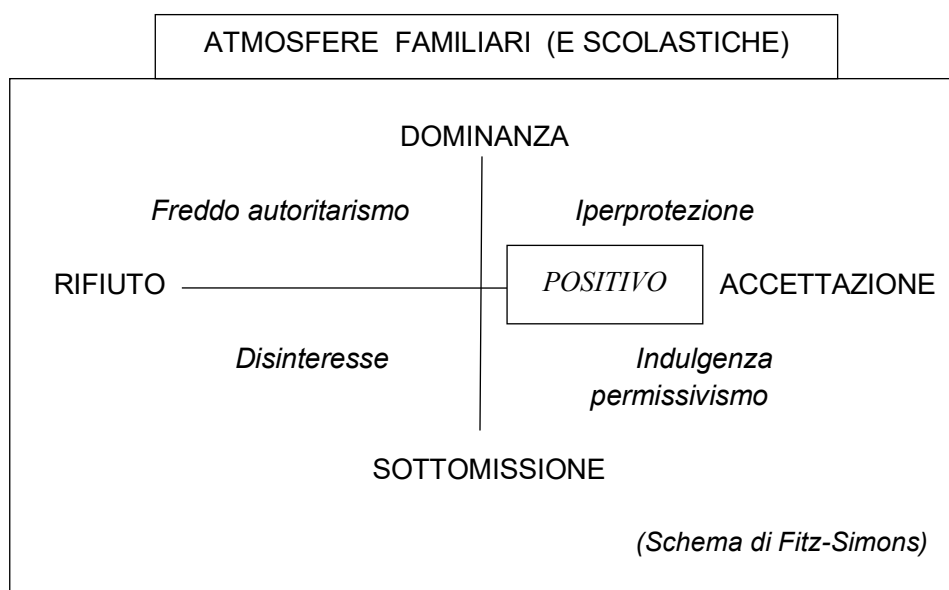 ATMOSFERE FAMILIARI (E SCOLASTICHE)
DOMINANZA
Freddo autoritarismo
Iperprotezione
RIFIUTO
POSITIVO
ACCETTAZIONE
Disinteresse
Indulgenza
permissivismo
SOTTOMISSIONE
(Schema di Fitz-Simons)